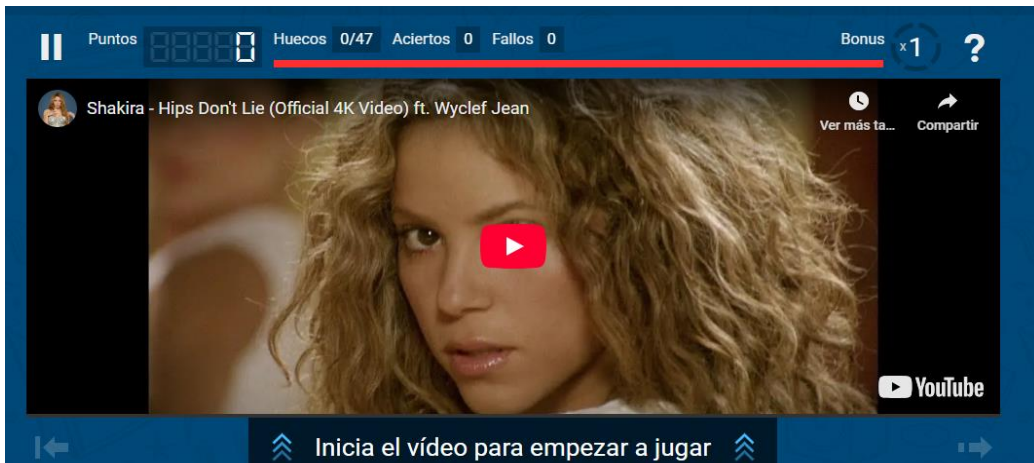 Puntos 0 Huecos 0/47 Aciertos 0 Fallos 0 Bonus x1 ?
Shakira - Hips Don't Lie (Official 4K Video) ft. Wyclef Jean
Ver más ta... Compartir
YouTube
Inicia el vídeo para empezar a jugar